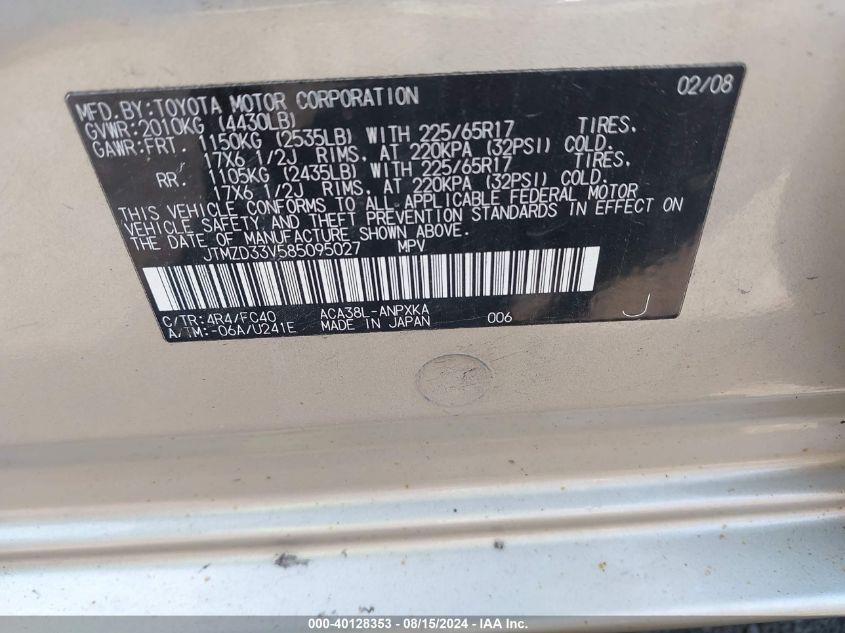 02/08
MFD.BY:TOYOTA MOTOR CORPORATION
GVWR:2010KG (4430LB)
GAWR:FRT. 1150KG (2535LB) WITH 225/65R17 TIRES.
17X6 1/2J RIMS. AT 220KPA (32PSI) COLD.
RR: 1105KG (2435LB) WITH 225/65R17 TIRES.
17X6 1/2J RIMS. AT 220KPA (32PSI) COLD.
THIS VEHICLE CONFORMS TO ALL APPLICABLE FEDERAL MOTOR
VEHICLE SAFETY AND THEFT PREVENTION STANDARDS IN EFFECT ON
THE DATE OF MANUFACTURE SHOWN ABOVE.
JTMZD33V585095027 MPV
C/TR:4R4/FC40 ACA38L-ANPXKA
A/TM:-06A/U241E MADE IN JAPAN 006 J
000-40128353 - 08/15/2024 - IAA Inc.